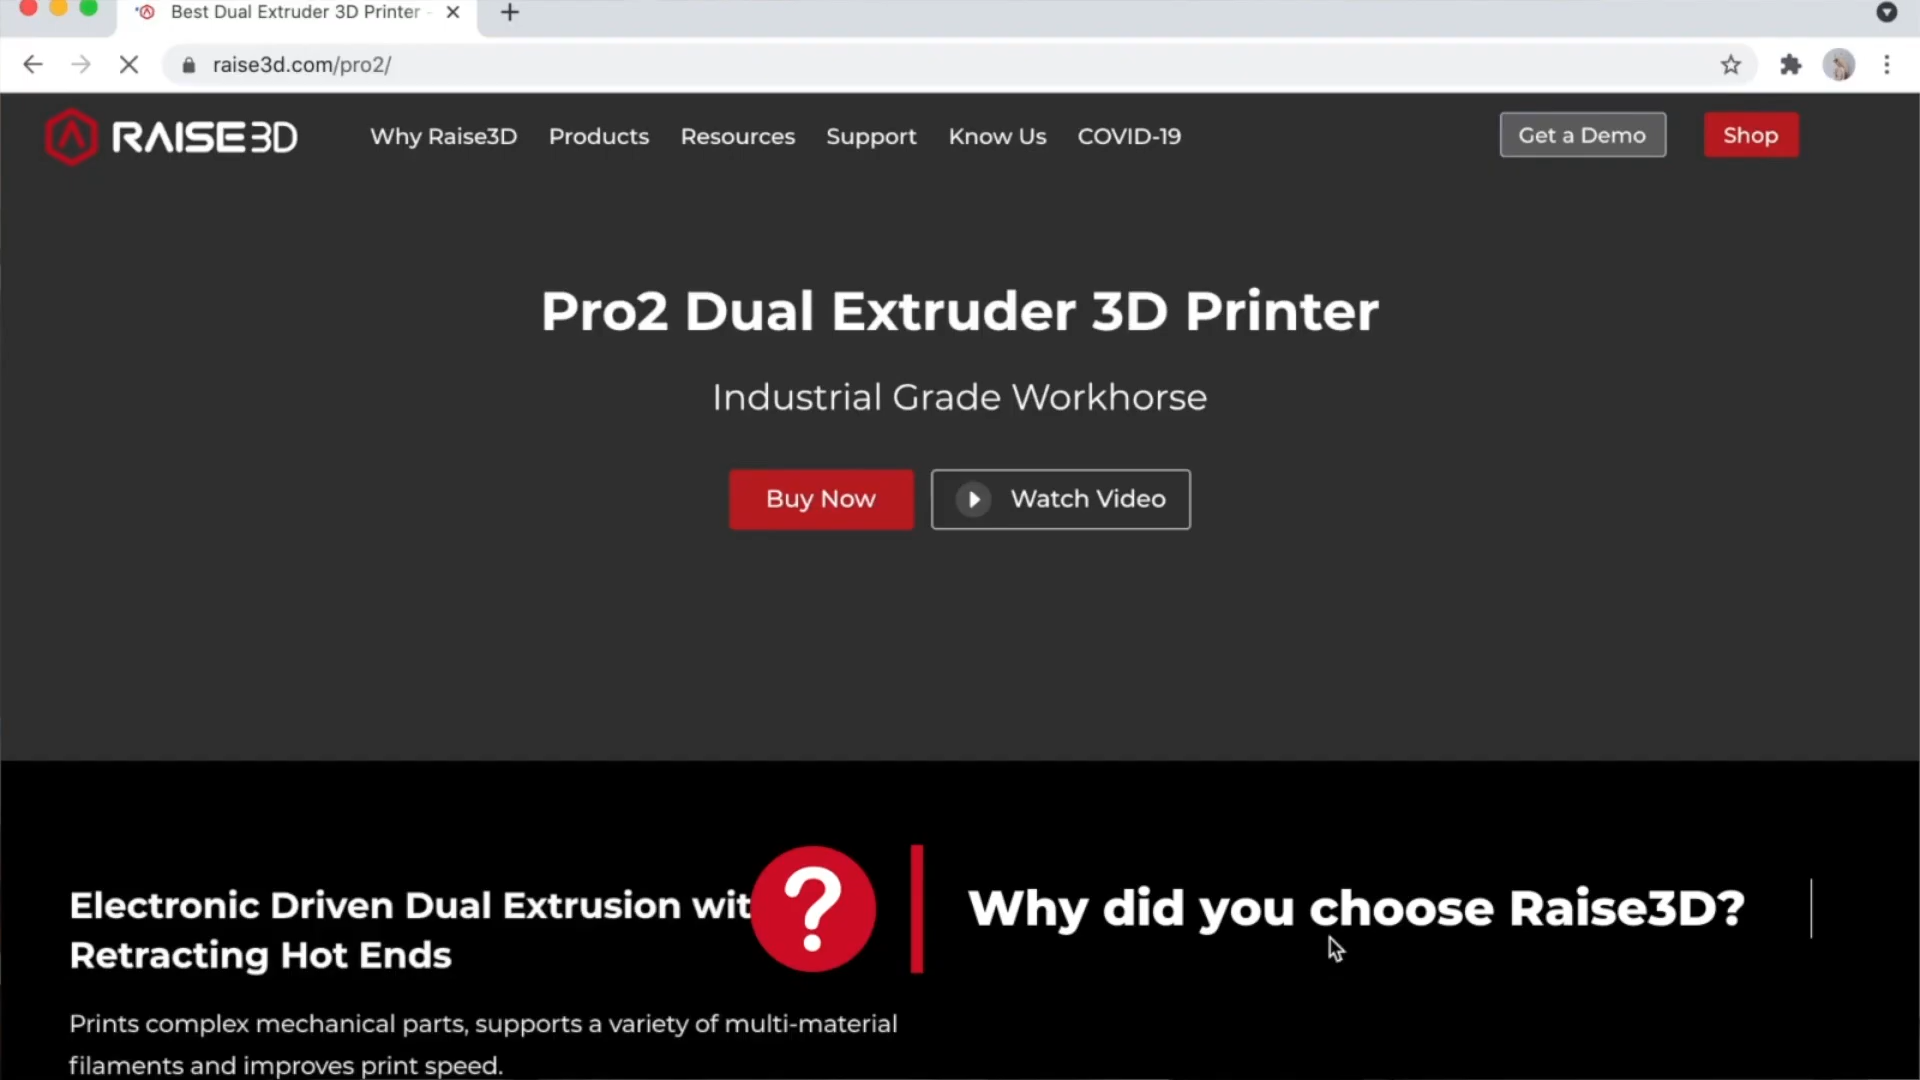 Best Dual Extruder 3D Printer -
raise3d.com/pro2/
RAISE3D
Why Raise3D
Products
Resources
Support
Know Us
COVID-19
Get a Demo
Shop
Pro2 Dual Extruder 3D Printer
Industrial Grade Workhorse
Buy Now
Watch Video
Electronic Driven Dual Extrusion wit
Retracting Hot Ends
?
Why did you choose Raise3D?
Prints complex mechanical parts, supports a variety of multi-material
filaments and improves print speed.